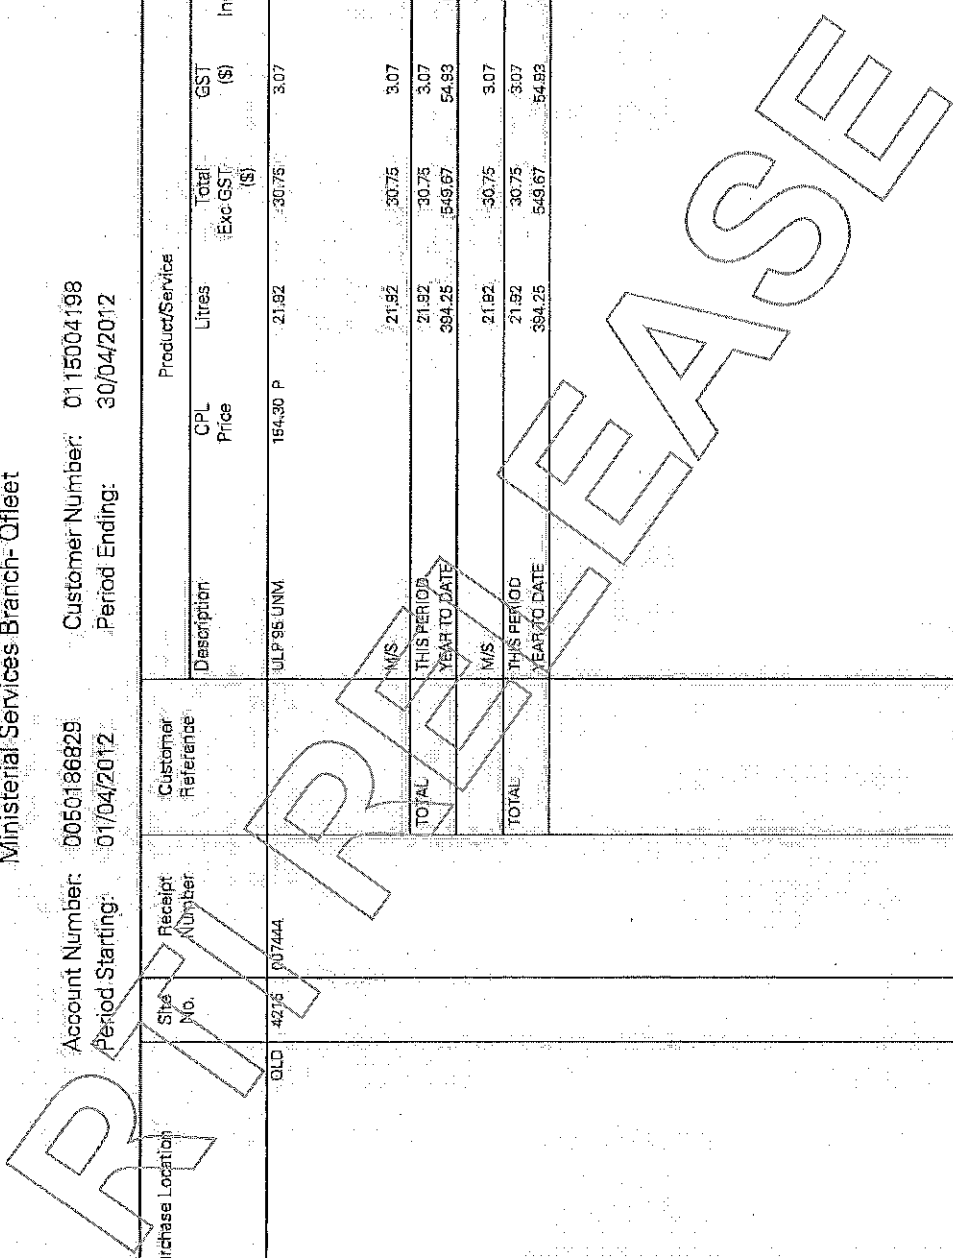 Ministerial Services Branch- Qfleet
Account Number: 0050186829 Customer Number: 0115004198
Period Starting: 01/04/2012 Period Ending: 30/04/2012
Product/Service
Purchase Location Site No. Receipt Number Customer Reference Description CPL Price Litres Total Exc GST ($) GST ($) In
QLD 4216 007444 ULP 95 UNM 154.30 P 21.92 30.75 3.07
M/S 21.92 30.75 3.07
TOTAL THIS PERIOD 21.92 30.75 3.07
YEAR TO DATE 394.25 549.67 54.93
M/S 21.92 30.75 3.07
TOTAL THIS PERIOD 21.92 30.75 3.07
YEAR TO DATE 394.25 549.67 54.93
RTI RELEASE